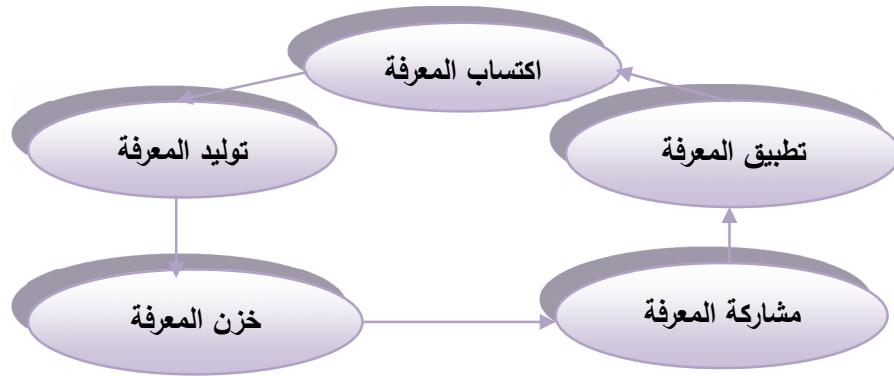 اكتساب المعرفة
تطبيق المعرفة
توليد المعرفة
مشاركة المعرفة
خزن المعرفة